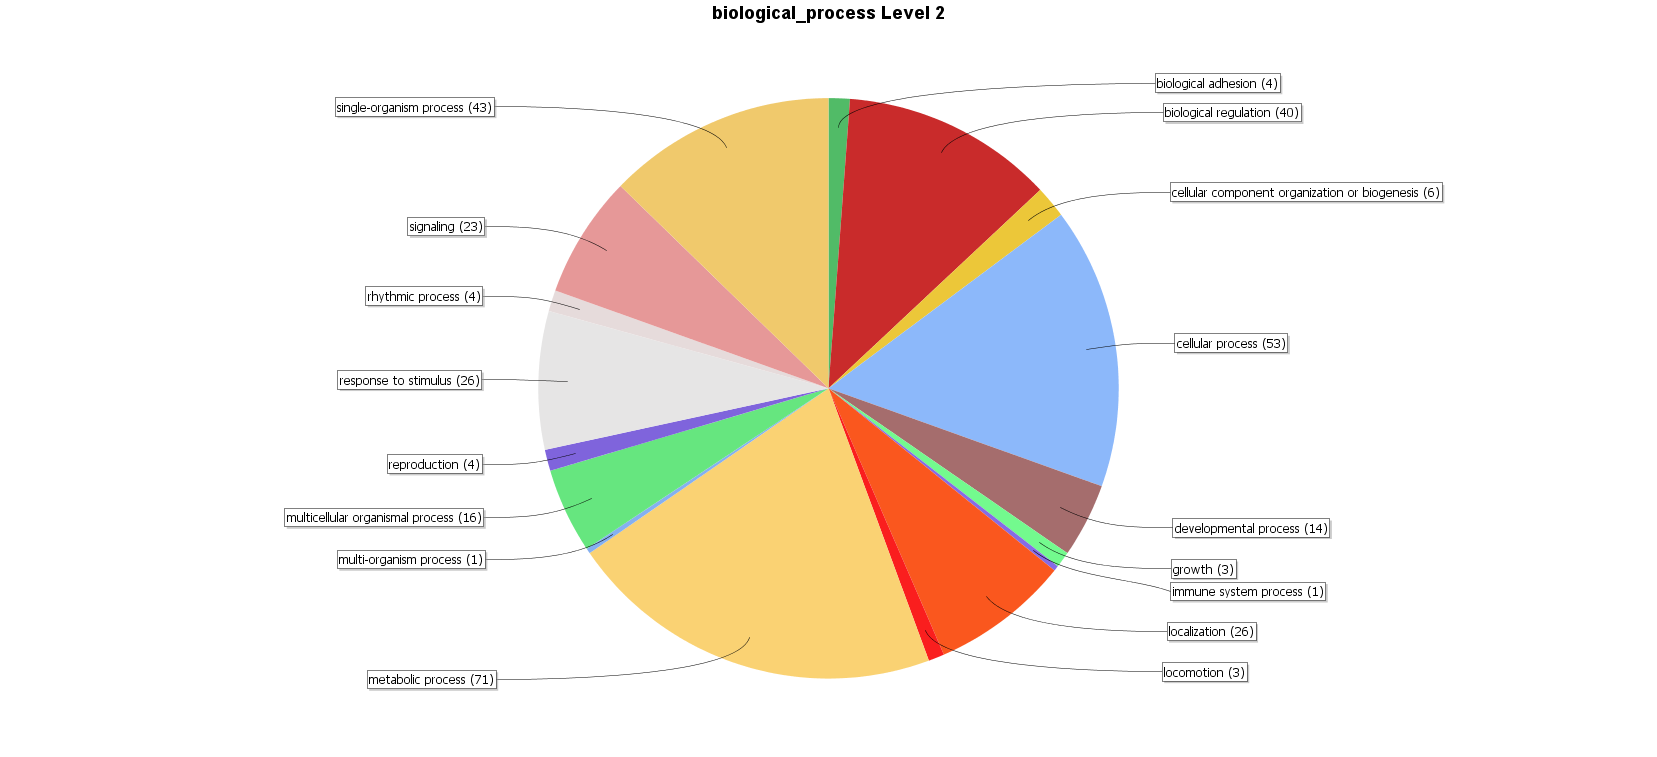 biological_process Level 2
biological adhesion (4)
biological regulation (40)
cellular component organization or biogenesis (6)
cellular process (53)
developmental process (14)
growth (3)
immune system process (1)
localization (26)
locomotion (3)
metabolic process (71)
multi-organism process (1)
multicellular organismal process (16)
reproduction (4)
response to stimulus (26)
rhythmic process (4)
signaling (23)
single-organism process (43)